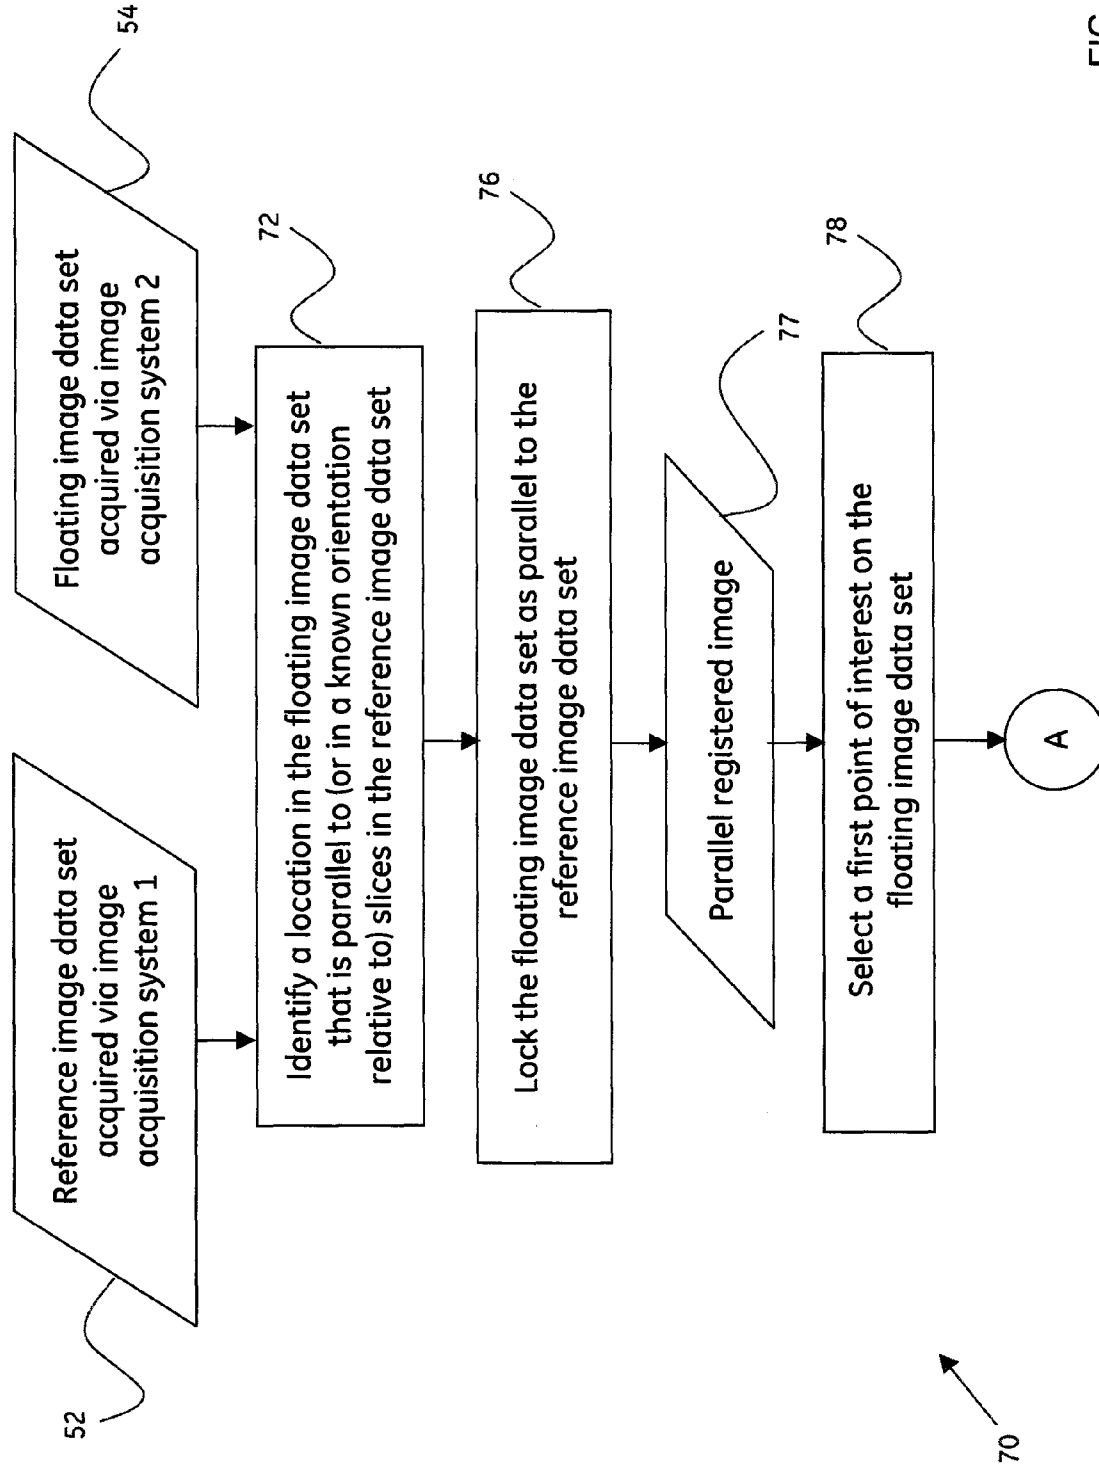 52
Reference image data set
acquired via image
acquisition system 1
Floating image data set
acquired via image
acquisition system 2
54
72
Identify a location in the floating image data set
that is parallel to (or in a known orientation
relative to) slices in the reference image data set
76
Lock the floating image data set as parallel to the
reference image data set
77
Parallel registered image
78
Select a first point of interest on the
floating image data set
A
70
FIG